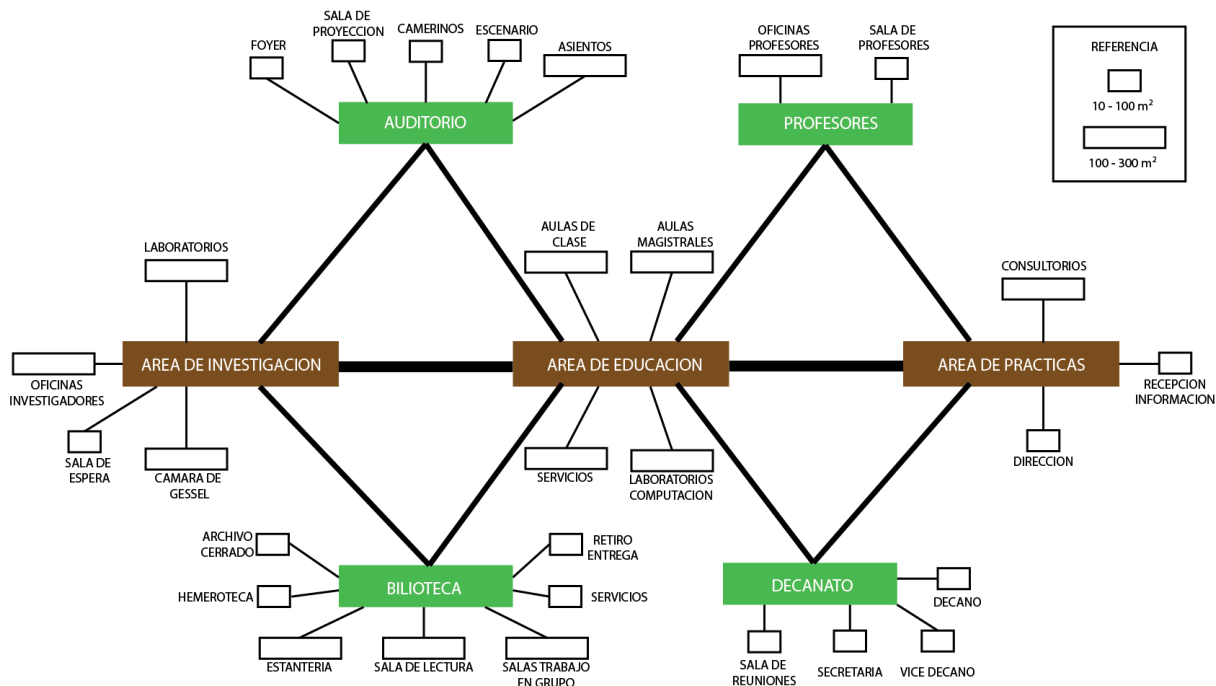 FOYER
SALA DE
PROYECCION
CAMERINOS
ESCENARIO
ASIENTOS
AUDITORIO
OFICINAS
PROFESORES
SALA DE
PROFESORES
PROFESORES
REFERENCIA
10 - 100 m²
100 - 300 m²
LABORATORIOS
AULAS DE
CLASE
AULAS
MAGISTRALES
CONSULTORIOS
AREA DE INVESTIGACION
AREA DE EDUCACION
AREA DE PRACTICAS
OFICINAS
INVESTIGADORES
RECEPCION
INFORMACION
SALA DE
ESPERA
CAMARA DE
GESSEL
SERVICIOS
LABORATORIOS
COMPUTACION
DIRECCION
ARCHIVO
CERRADO
RETIRO
ENTREGA
HEMEROTECA
BILIOTECA
SERVICIOS
ESTANTERIA
SALA DE LECTURA
SALAS TRABAJO
EN GRUPO
DECANATO
DECANO
SALA DE
REUNIONES
SECRETARIA
VICE DECANO